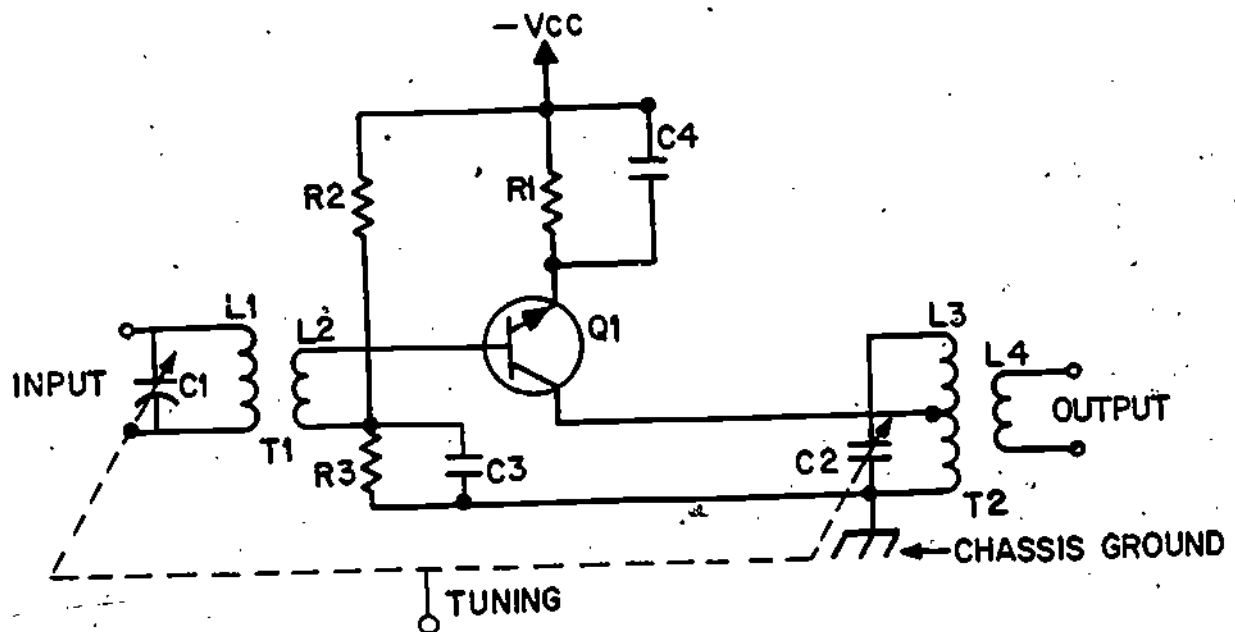 -VCC
C4
R2
R1
L1
L2
Q1
L3
L4
INPUT
C1
OUTPUT
T1
R3
C3
C2
T2
CHASSIS GROUND
TUNING